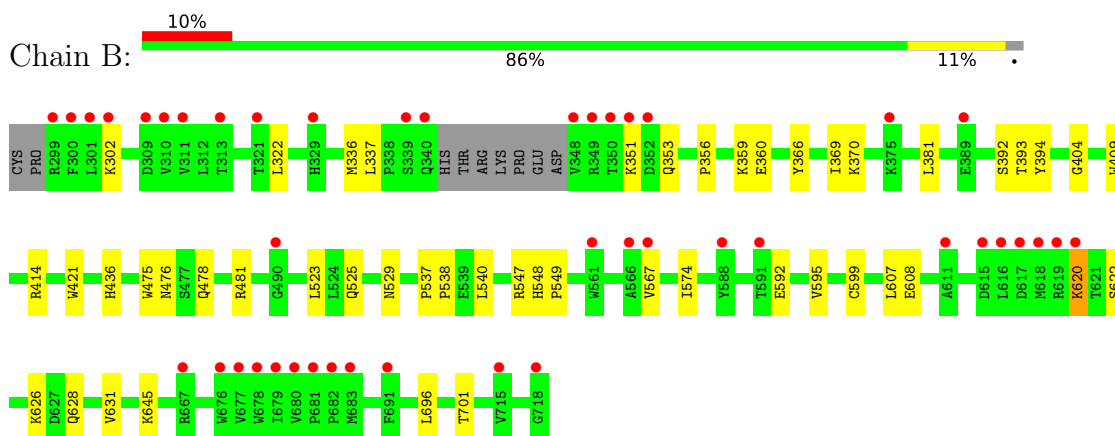 10%
Chain B:
86% 11% •
CYS PRO R299 F300 L301 K302 D309 V310 V311 L312 T313 T321 L322 H329 M336 L337 P338 S339 Q340 HIS THR ARG LYS PRO GLU ASP V348 R349 T350 K351 D352 Q353 P356 K359 E360 Y366 I369 K370 K375 L381 E389 S392 T393 Y394 G404 W409
R414 W421 H436 W475 N476 S477 Q478 R481 G490 L523 L524 Q525 N529 P537 P538 E539 L540 R547 H548 P549 W561 A566 V567 I574 Y588 T591 E592 V595 C599 L607 E608 A611 D615 L616 D617 M618 R619 K620 T621
K626 D627 Q628 V631 K645 R667 W676 V677 W678 I679 V680 P681 P682 M683 F691 L696 T701 V715 G718